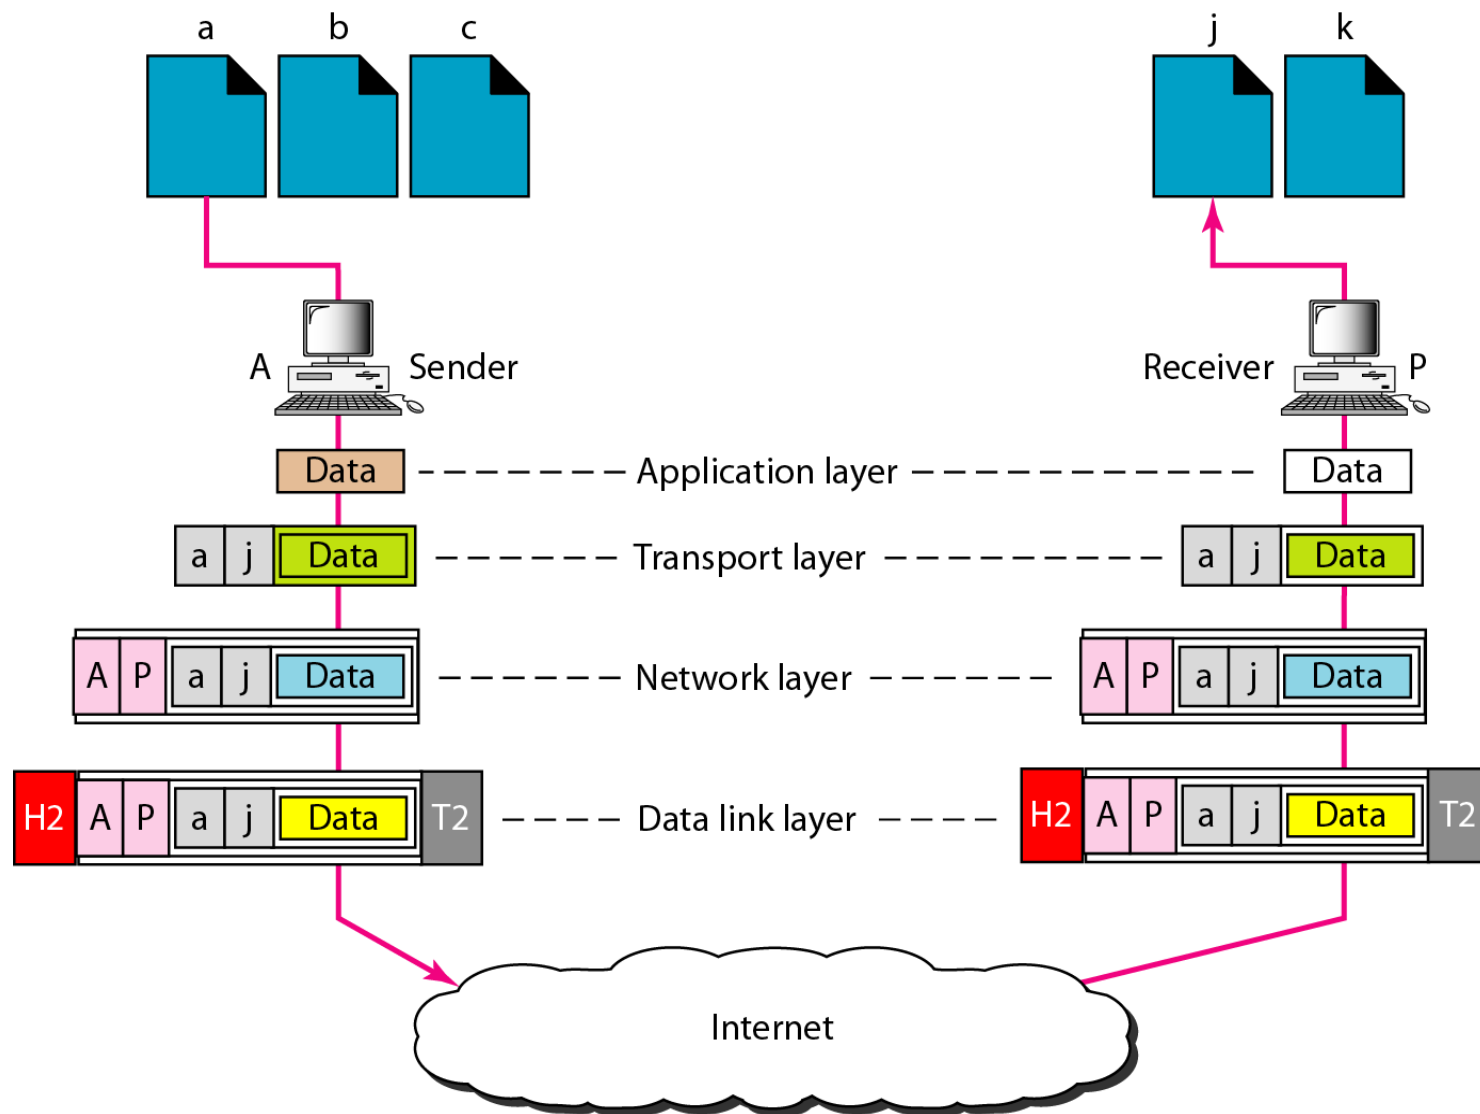 a b c j k
A Sender Receiver P
Data Application layer Data
a j Data Transport layer a j Data
A P a j Data Network layer A P a j Data
H2 A P a j Data T2 Data link layer H2 A P a j Data T2
Internet